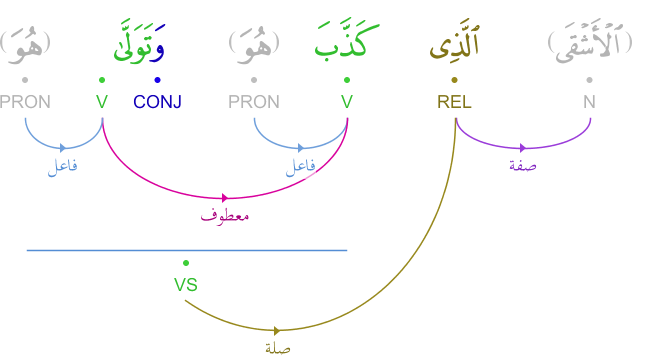 (ٱلْأَشْقَى) ٱلَّذِى كَذَّبَ (هُوَ) وَتَوَلَّىٰ (هُوَ)
N REL V PRON CONJ V PRON
صفة فاعل فاعل
معطوف
VS
صلة